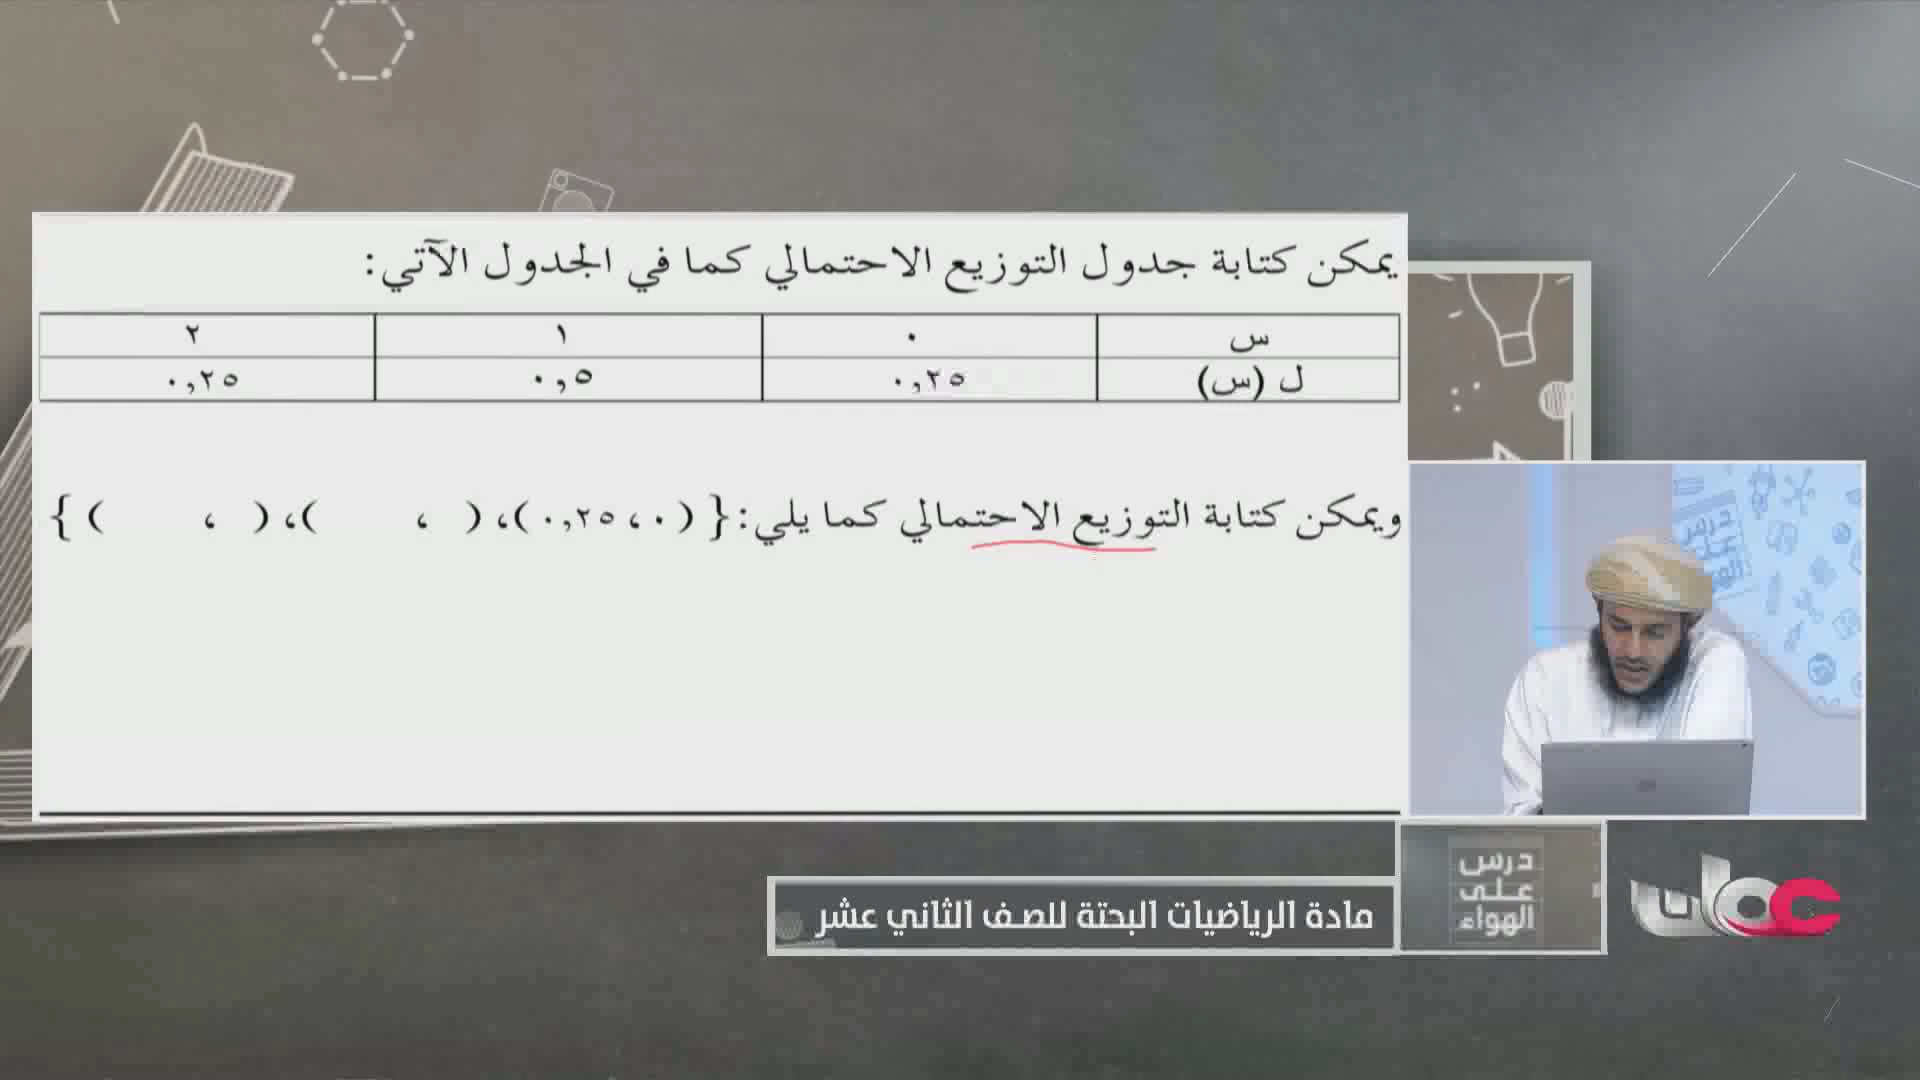 يمكن كتابة جدول التوزيع الاحتمالي كما في الجدول الآتي:
س ٠ ١ ٢
ل (س) ٠,٢٥ ٠,٥ ٠,٢٥
ويمكن كتابة التوزيع الاحتمالي كما يلي: {(٠، ٠,٢٥)، ( ، )، ( ، )}
درس
على
الهواء
درس
على
الهواء
مادة الرياضيات البحتة للصف الثاني عشر